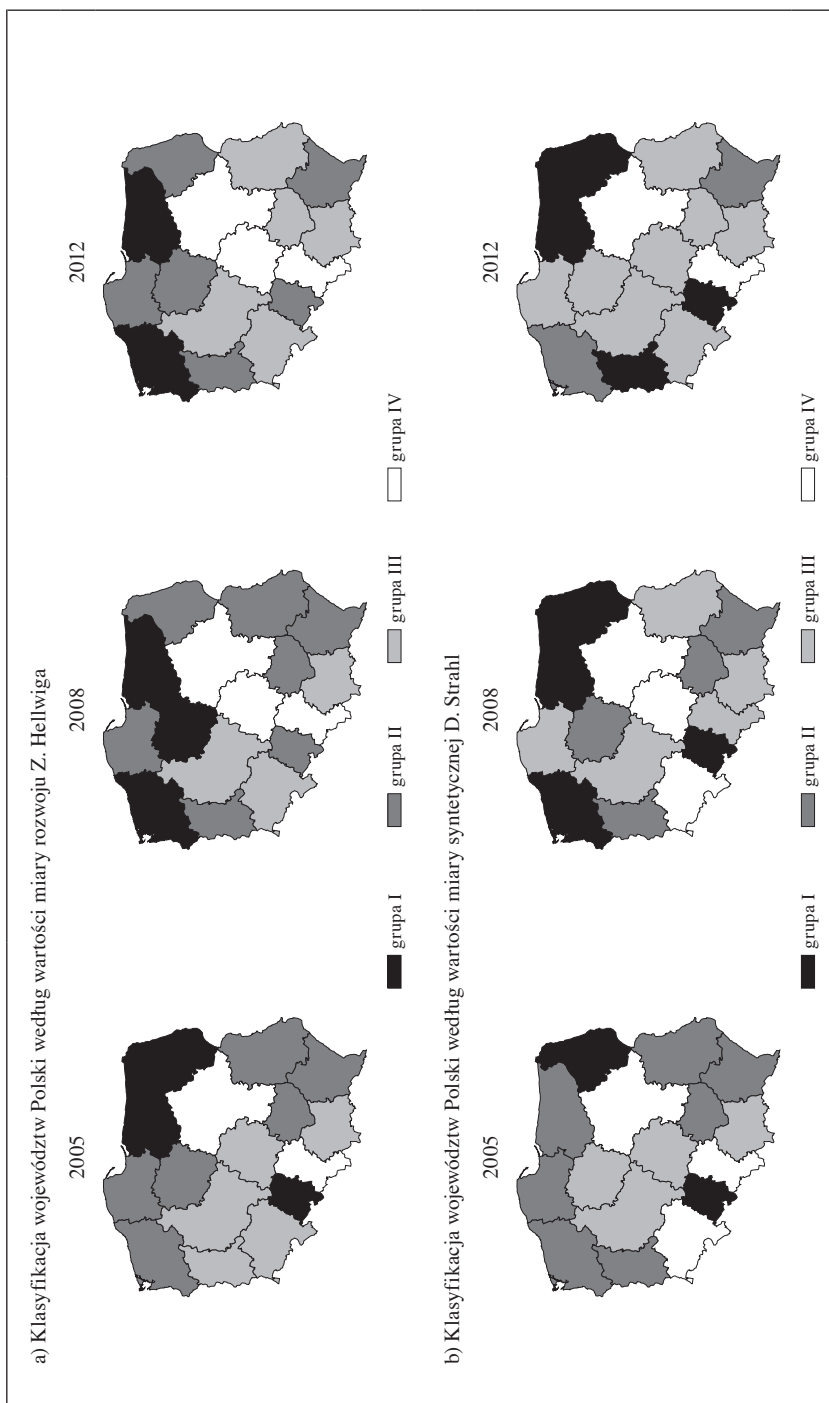 a) Klasyfikacja województw Polski według wartości miary rozwoju Z. Hellwiga
2005 2008 2012
grupa I grupa II grupa III grupa IV
b) Klasyfikacja województw Polski według wartości miary syntetycznej D. Strahl
2005 2008 2012
grupa I grupa II grupa III grupa IV